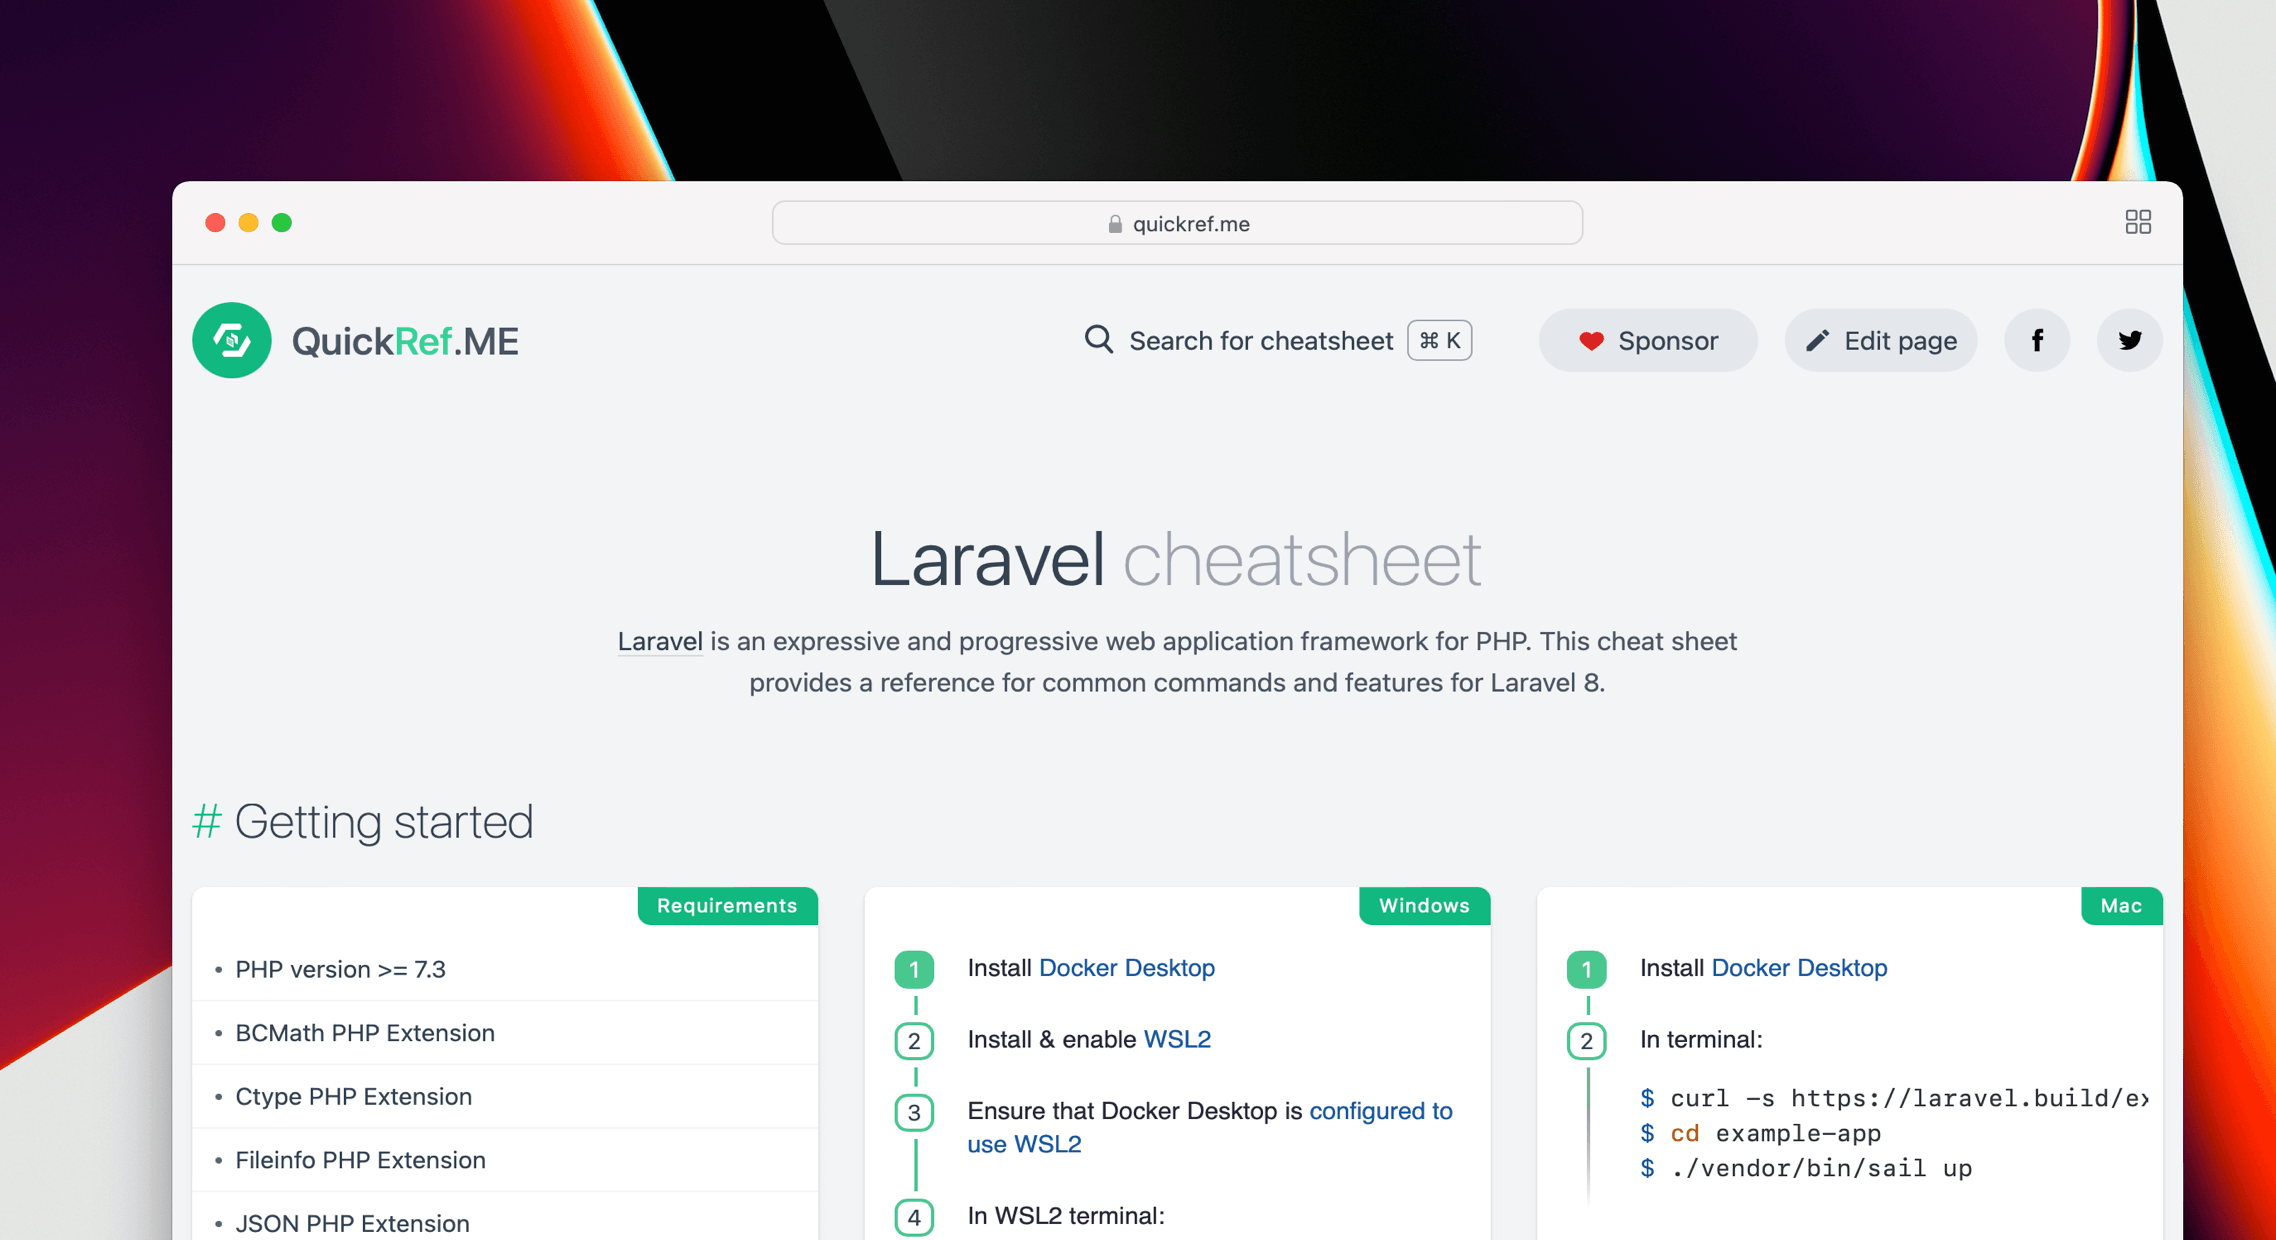 quickref.me
QuickRef.ME
Search for cheatsheet ⌘ K
Sponsor
Edit page
Laravel cheatsheet
Laravel is an expressive and progressive web application framework for PHP. This cheat sheet
provides a reference for common commands and features for Laravel 8.
# Getting started
Requirements
• PHP version >= 7.3
• BCMath PHP Extension
• Ctype PHP Extension
• Fileinfo PHP Extension
• JSON PHP Extension
Windows
1 Install Docker Desktop
2 Install & enable WSL2
3 Ensure that Docker Desktop is configured to
use WSL2
4 In WSL2 terminal:
Mac
1 Install Docker Desktop
2 In terminal:
$ curl -s https://laravel.build/ex
$ cd example-app
$ ./vendor/bin/sail up